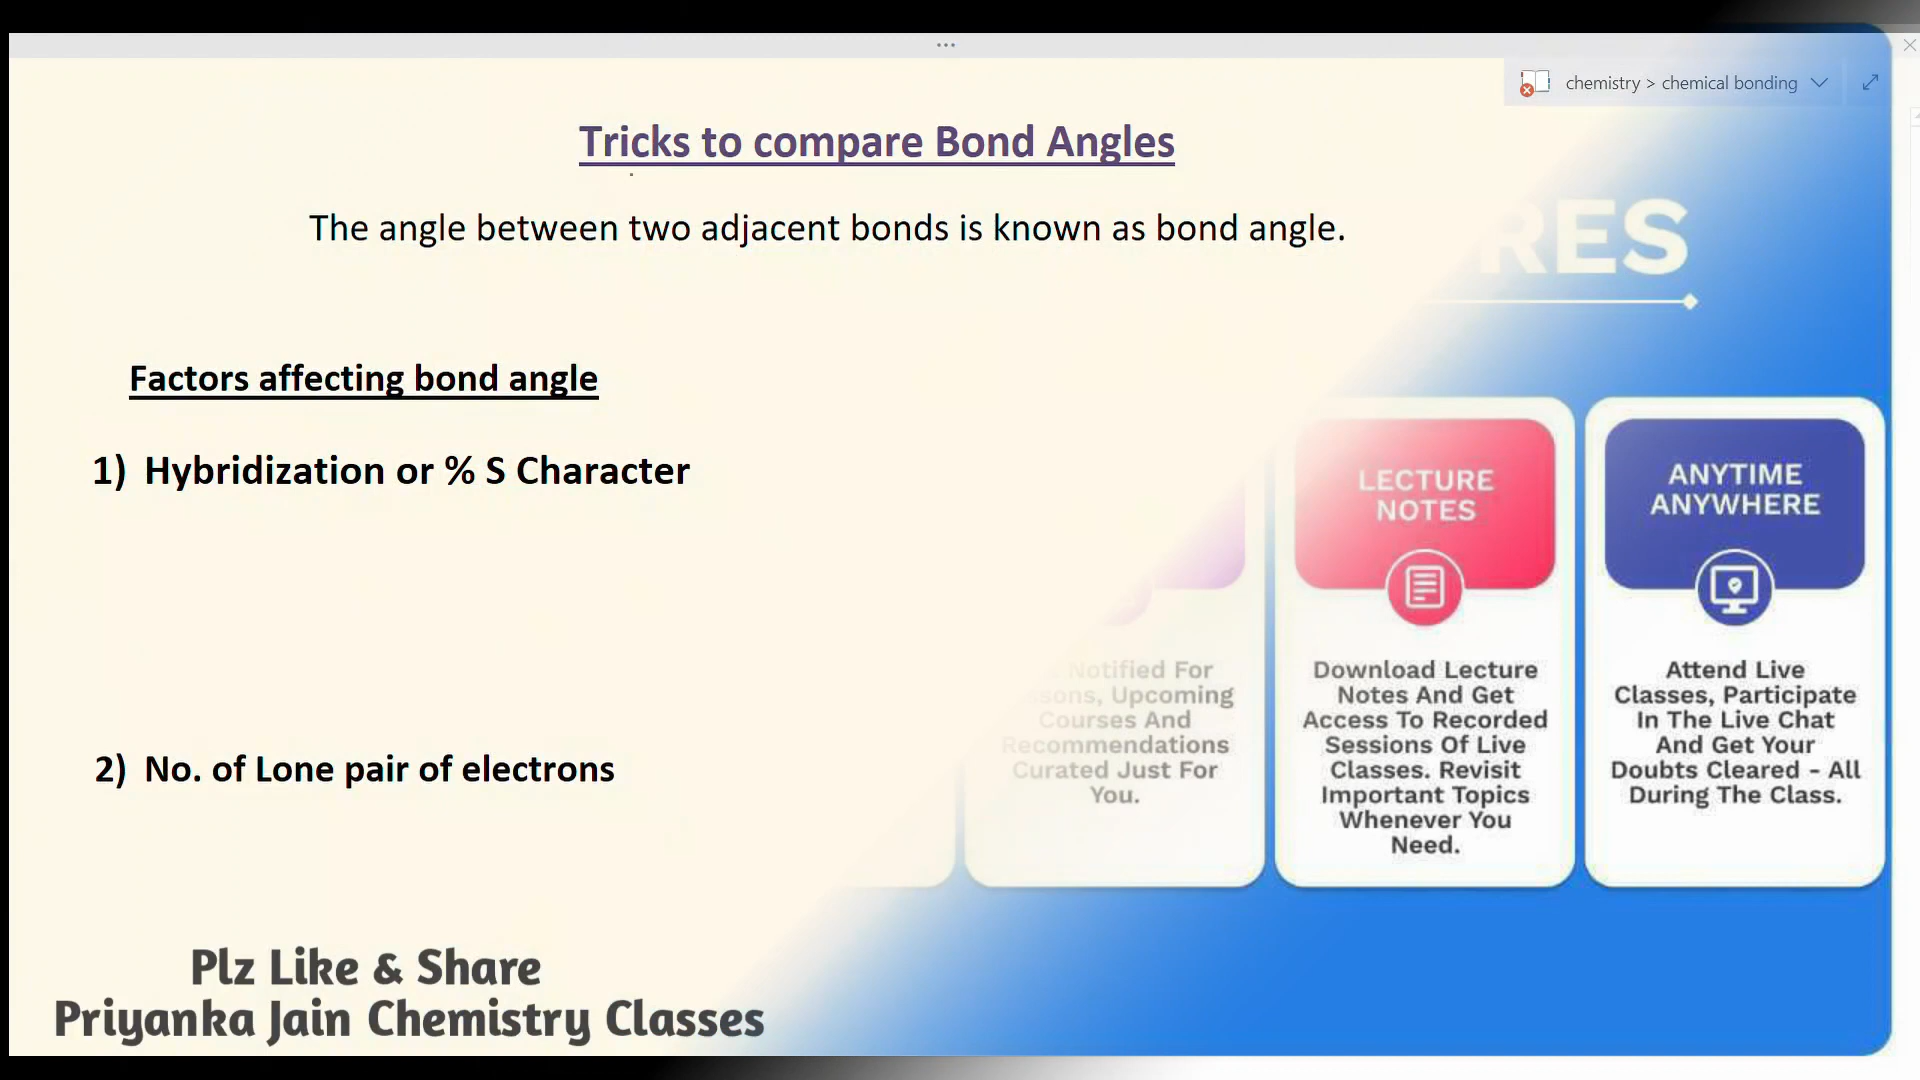 ...
chemistry > chemical bonding
Tricks to compare Bond Angles
The angle between two adjacent bonds is known as bond angle.
RES
Factors affecting bond angle
1) Hybridization or % S Character
2) No. of Lone pair of electrons
Notified For
Upcoming
Courses And
Recommendations
Curated Just For
You.
LECTURE
NOTES
Download Lecture
Notes And Get
Access To Recorded
Sessions Of Live
Classes. Revisit
Important Topics
Whenever You
Need.
ANYTIME
ANYWHERE
Attend Live
Classes, Participate
In The Live Chat
And Get Your
Doubts Cleared - All
During The Class.
Plz Like & Share
Priyanka Jain Chemistry Classes